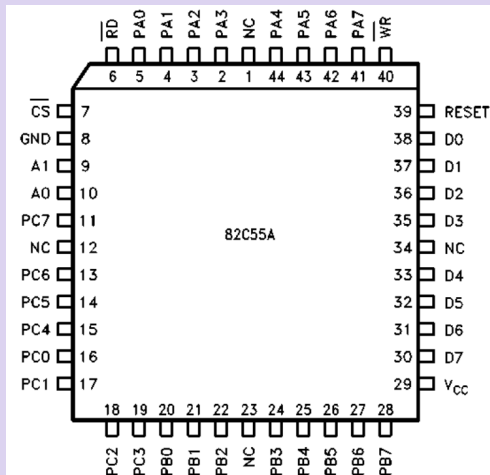 RD PA0 PA1 PA2 PA3 NC PA4 PA5 PA6 PA7 WR
6 5 4 3 2 1 44 43 42 41 40
CS 7 39 RESET
GND 8 38 D0
A1 9 37 D1
A0 10 36 D2
PC7 11 35 D3
82C55A
NC 12 34 NC
PC6 13 33 D4
PC5 14 32 D5
PC4 15 31 D6
PC0 16 30 D7
PC1 17 29 VCC
18 19 20 21 22 23 24 25 26 27 28
PC2 PC3 PB0 PB1 PB2 NC PB3 PB4 PB5 PB6 PB7